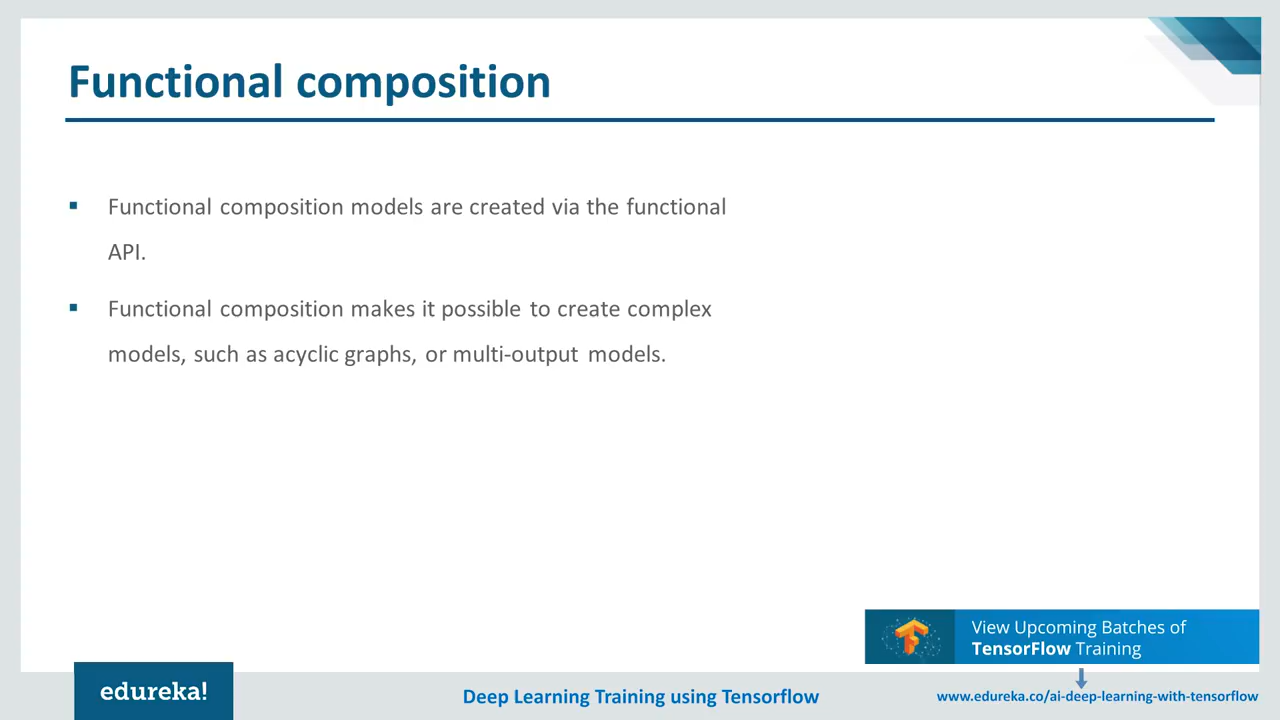 Functional composition
Functional composition models are created via the functional
API.
Functional composition makes it possible to create complex
models, such as acyclic graphs, or multi-output models.
View Upcoming Batches of
TensorFlow Training
edureka!
Deep Learning Training using Tensorflow
www.edureka.co/ai-deep-learning-with-tensorflow